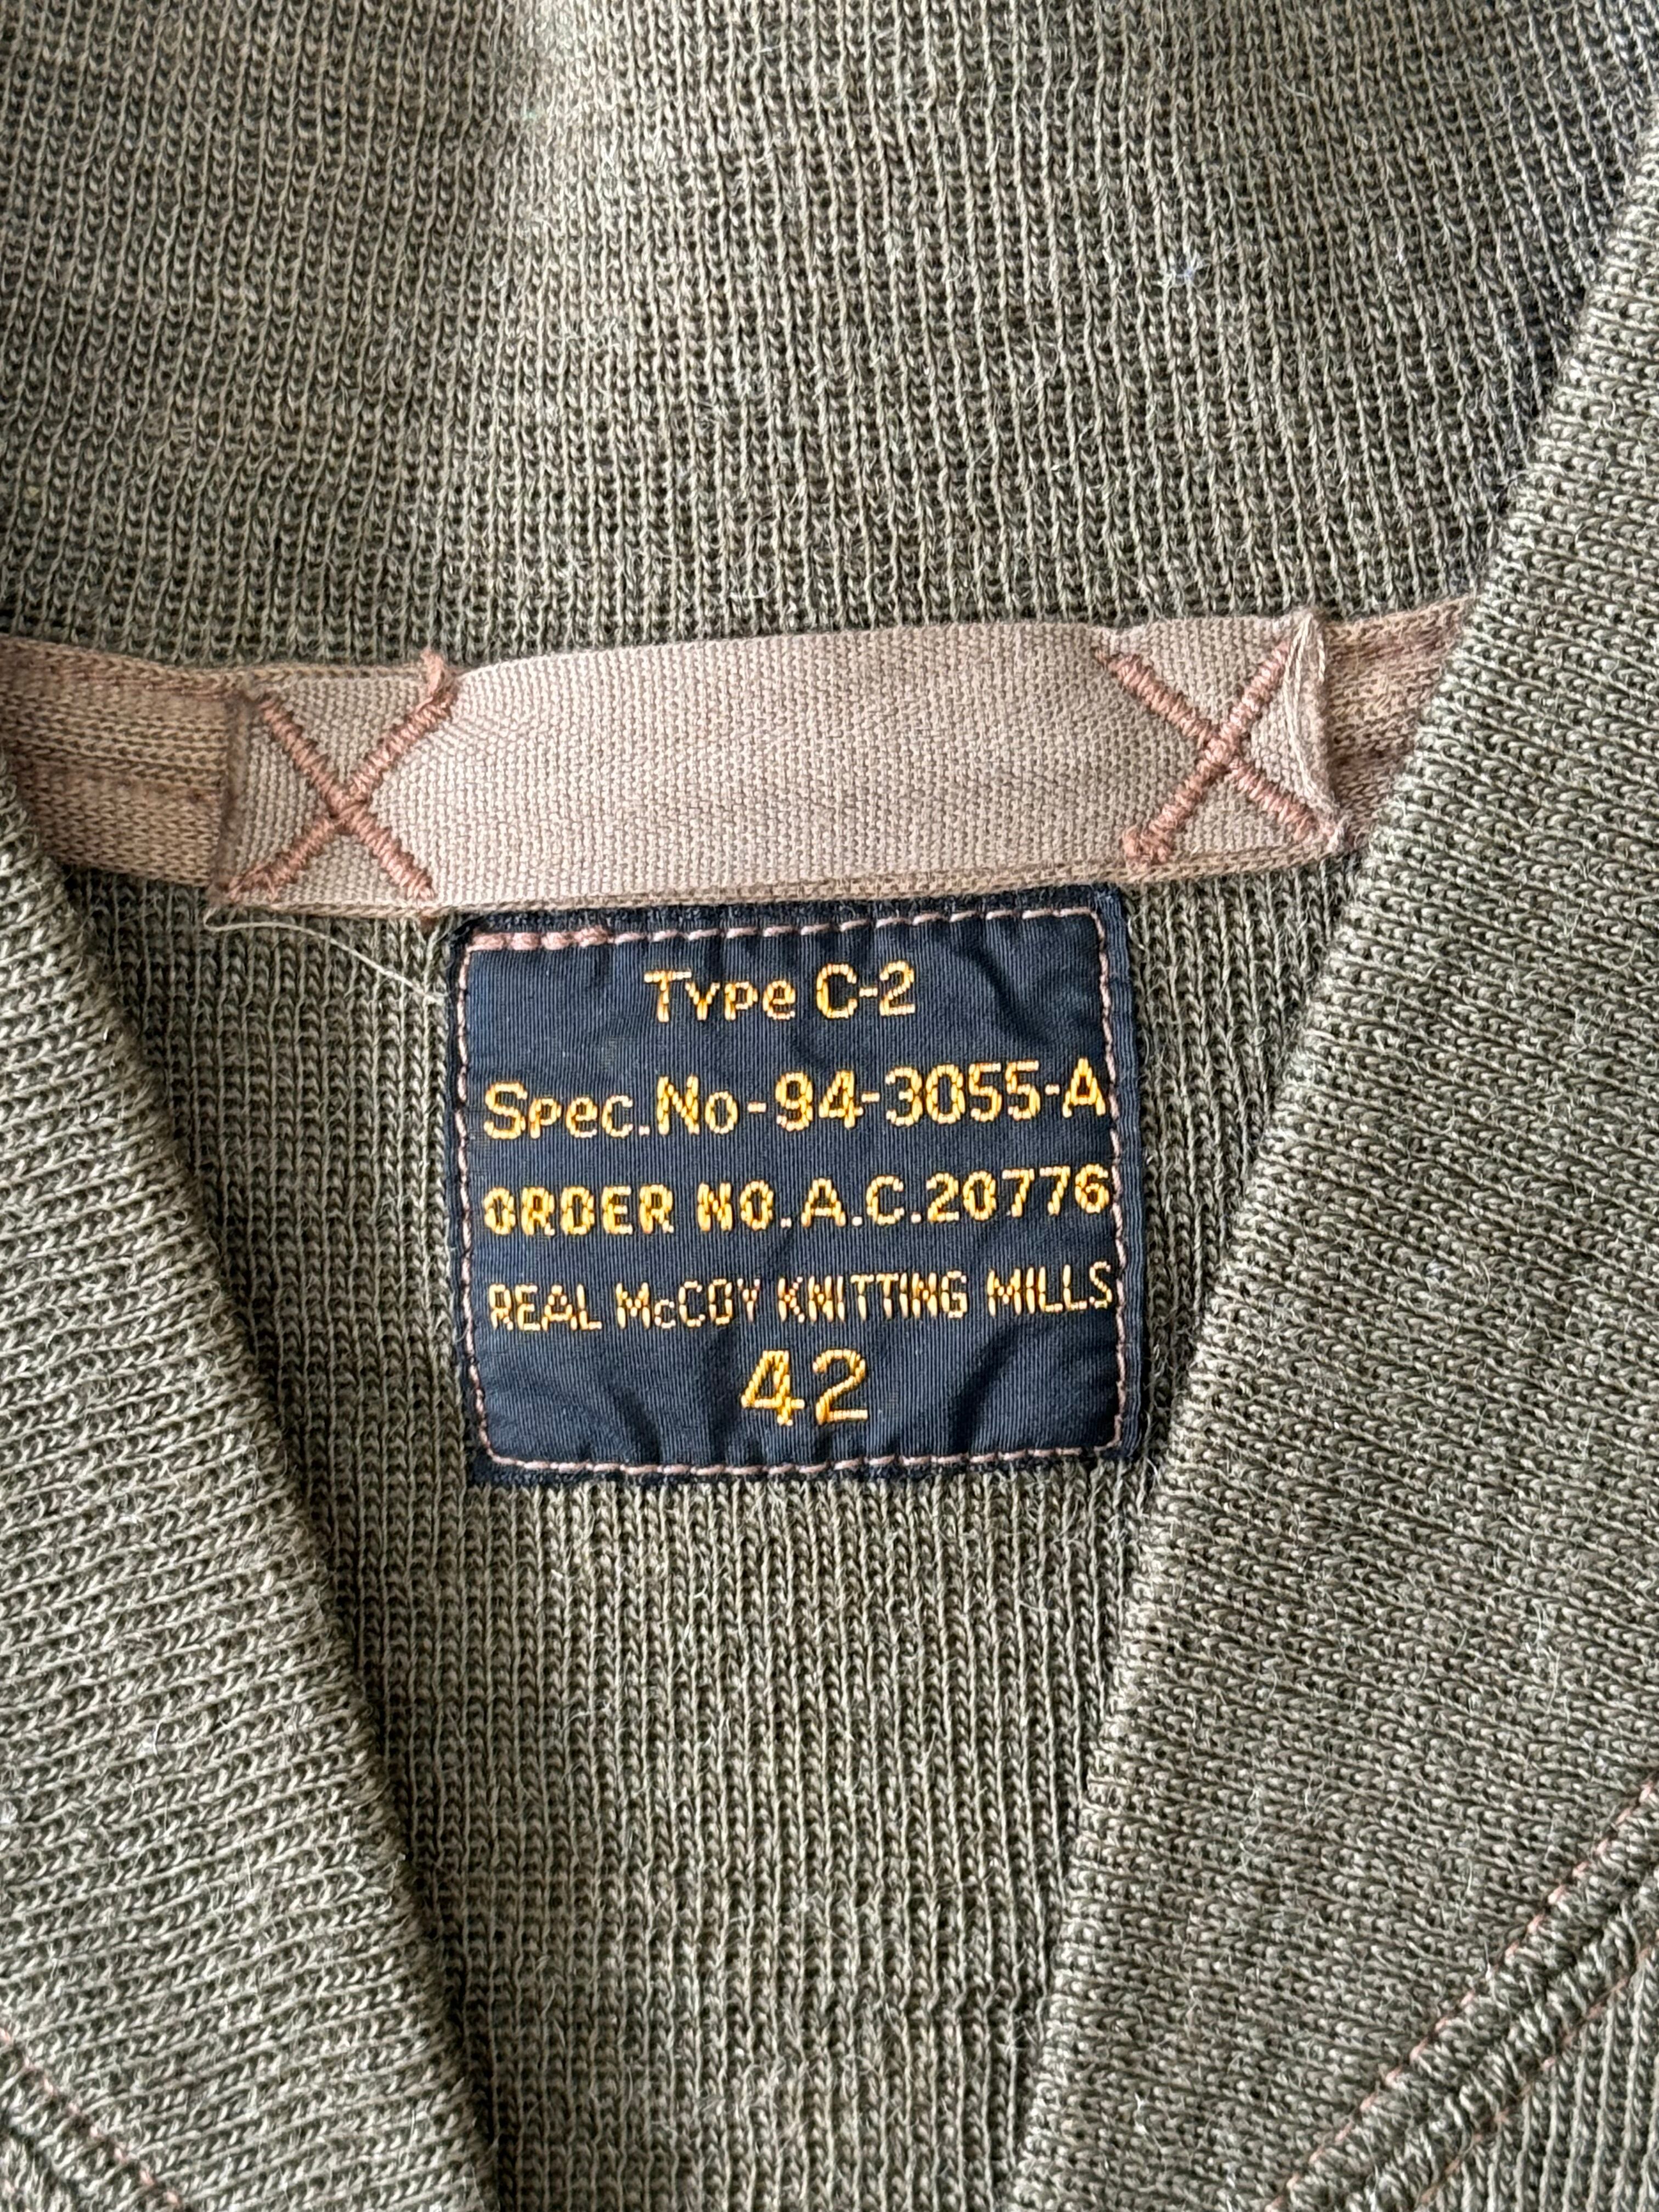 Type C-2
Spec.No-94-3055-A
ORDER NO.A.C.20776
REAL McCOY KNITTING MILLS
42